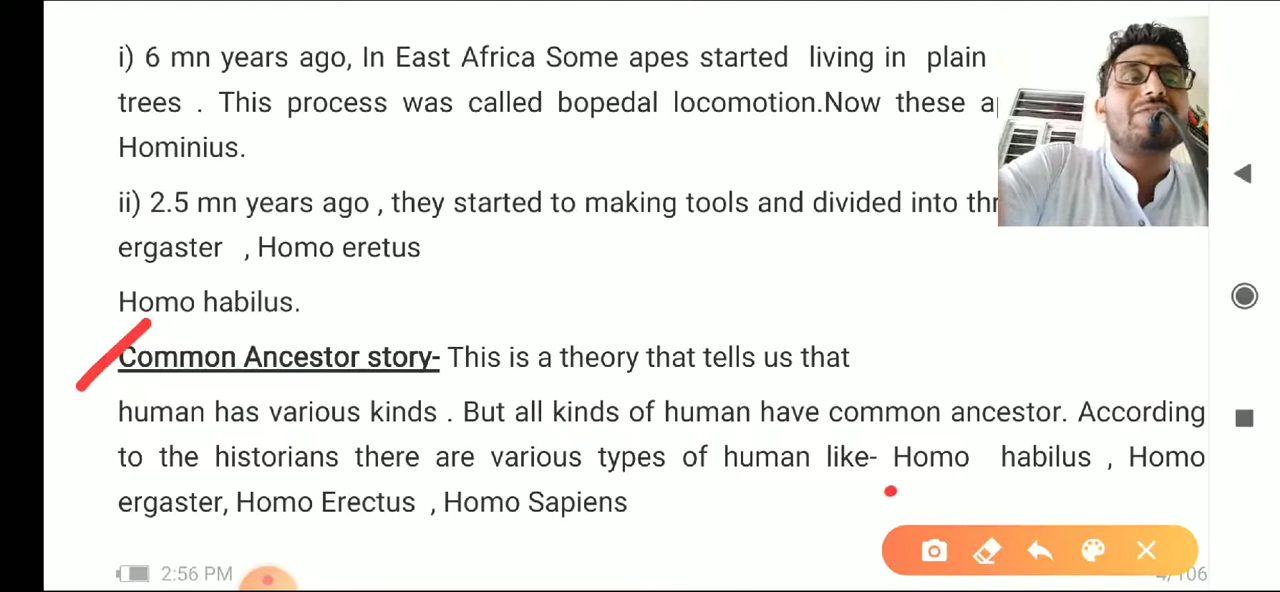 i) 6 mn years ago, In East Africa Some apes started living in plain
trees . This process was called bopedal locomotion.Now these
Hominius.
ii) 2.5 mn years ago , they started to making tools and divided into
ergaster , Homo eretus
Homo habilus.
Common Ancestor story- This is a theory that tells us that
human has various kinds . But all kinds of human have common ancestor. According
to the historians there are various types of human like- Homo habilus , Homo
ergaster, Homo Erectus , Homo Sapiens
2:56 PM